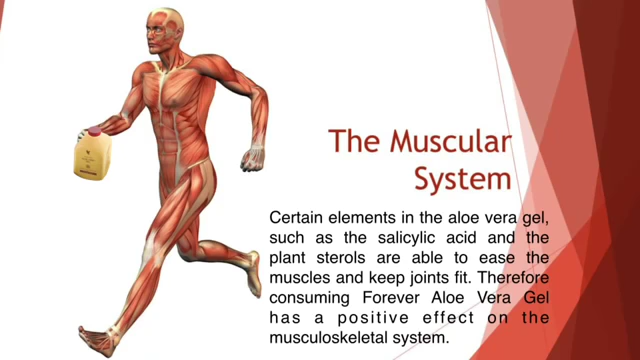 The Muscular
System
Certain elements in the aloe vera gel,
such as the salicylic acid and the
plant sterols are able to ease the
muscles and keep joints fit. Therefore
consuming Forever Aloe Vera Gel
has a positive effect on the
musculoskeletal system.